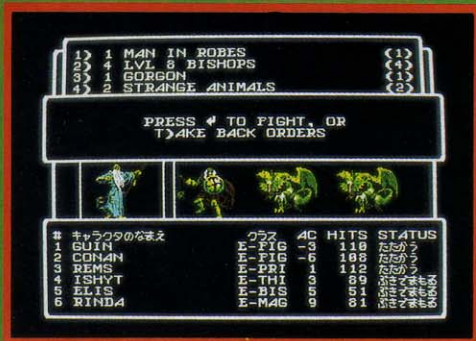 1) 1 MAN IN ROBES (1)
2) 4 LVL 8 BISHOPS (4)
3) 1 GORGON (1)
4) 2 STRANGE ANIMALS (2)
PRESS ↵ TO FIGHT, OR
T)AKE BACK ORDERS
# キャラクタのなまえ クラス AC HITS STATUS
1 GUIN E-FIG -3 110 たたかう
2 CONAN E-FIG -6 108 たたかう
3 REMS E-PRI 1 112 たたかう
4 ISHYT E-THI 3 89 ぶきでまもる
5 ELIS E-BIS 5 51 ぶきでまもる
6 RINDA E-MAG 9 81 ぶきでまもる